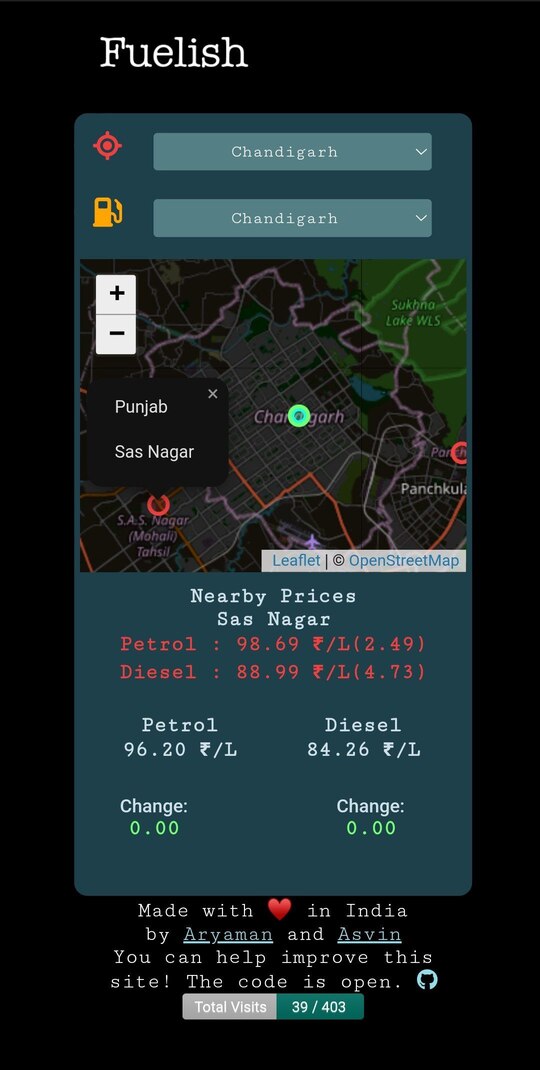 Fuelish
Chandigarh
Chandigarh
+
−
Sukhna
Lake WLS
×
Punjab
Sas Nagar
Panchkula
S.A.S. Nagar
(Mohali)
Tahsil
Leaflet | © OpenStreetMap
Nearby Prices
Sas Nagar
Petrol : 98.69 ₹/L(2.49)
Diesel : 88.99 ₹/L(4.73)
Petrol Diesel
96.20 ₹/L 84.26 ₹/L
Change: Change:
0.00 0.00
Made with ❤️ in India
by Aryaman and Asvin
You can help improve this
site! The code is open.
Total Visits 39 / 403